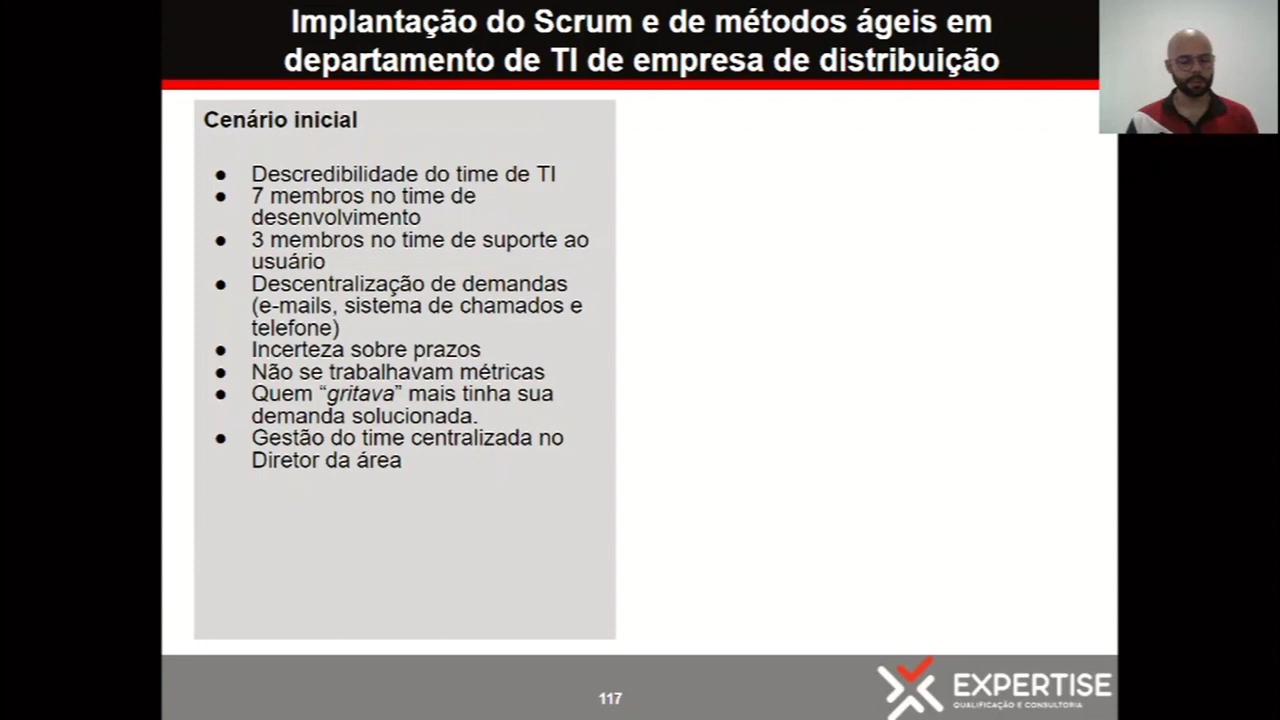 Implantação do Scrum e de métodos ágeis em
departamento de TI de empresa de distribuição
Cenário inicial
● Descredibilidade do time de TI
● 7 membros no time de
desenvolvimento
● 3 membros no time de suporte ao
usuário
● Descentralização de demandas
(e-mails, sistema de chamados e
telefone)
● Incerteza sobre prazos
● Não se trabalhavam métricas
● Quem “gritava” mais tinha sua
demanda solucionada.
● Gestão do time centralizada no
Diretor da área
117
EXPERTISE
QUALIFICAÇÃO E CONSULTORIA